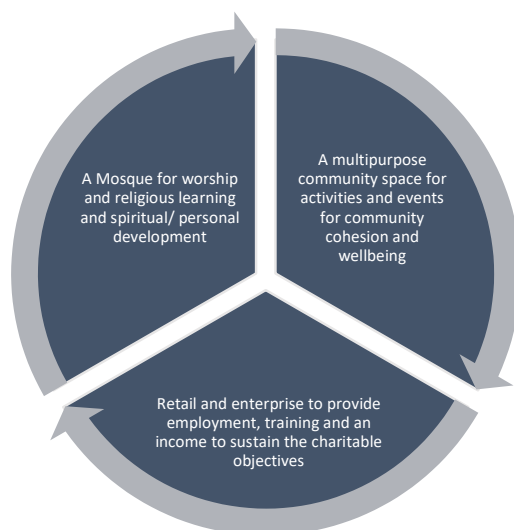 A Mosque for worship
and religious learning
and spiritual/ personal
development
A multipurpose
community space for
activities and events
for community
cohesion and
wellbeing
Retail and enterprise to provide
employment, training and an
income to sustain the charitable
objectives